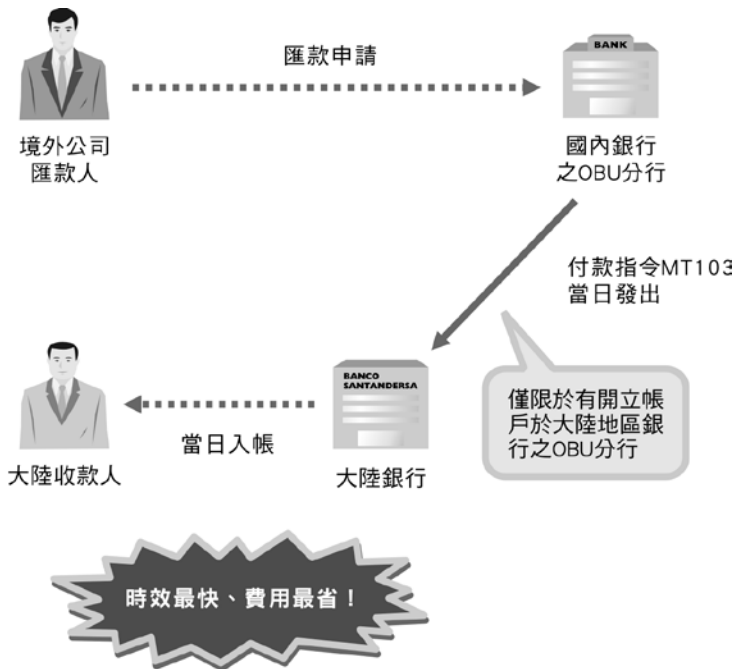 匯款申請
BANK
境外公司
匯款人
國內銀行
之OBU分行
付款指令MT103
當日發出
BANCO
SANTANDERSA
僅限於有開立帳
戶於大陸地區銀
行之OBU分行
當日入帳
大陸收款人
大陸銀行
時效最快、費用最省！